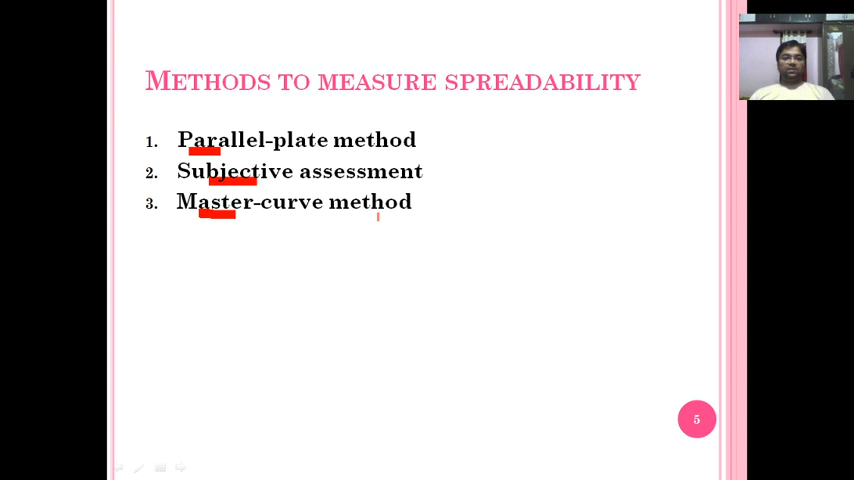 METHODS TO MEASURE SPREADABILITY
1. Parallel-plate method
2. Subjective assessment
3. Master-curve method
5